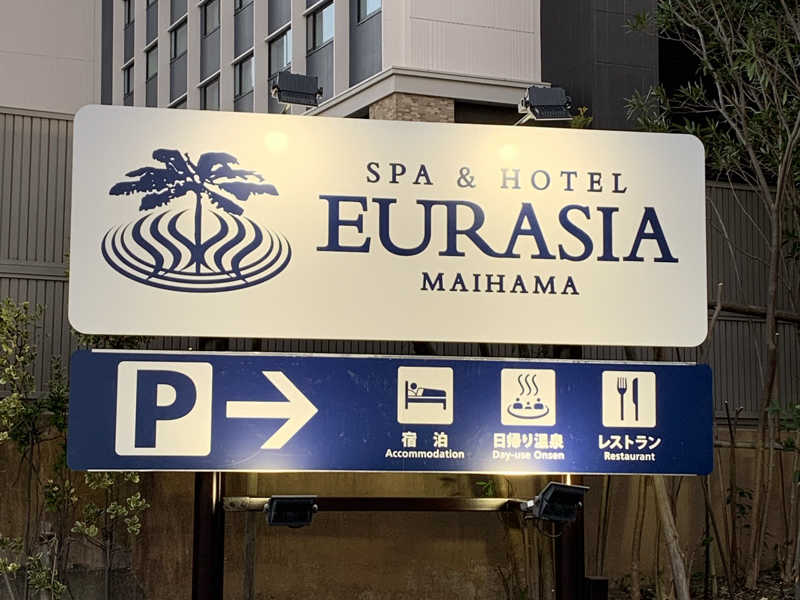 SPA & HOTEL
EURASIA
MAIHAMA
P
宿泊
Accommodation
日帰り温泉
Day-use Onsen
レストラン
Restaurant